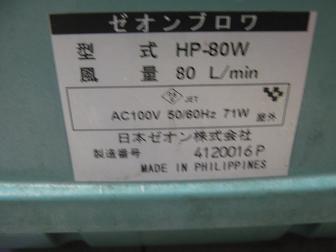 ゼオンブロワ
型 式 HP-80W
風 量 80 L/min
JET
AC100V 50/60Hz 71W 屋外
日本ゼオン株式会社
製造番号 4120016P
MADE IN PHILIPPINES